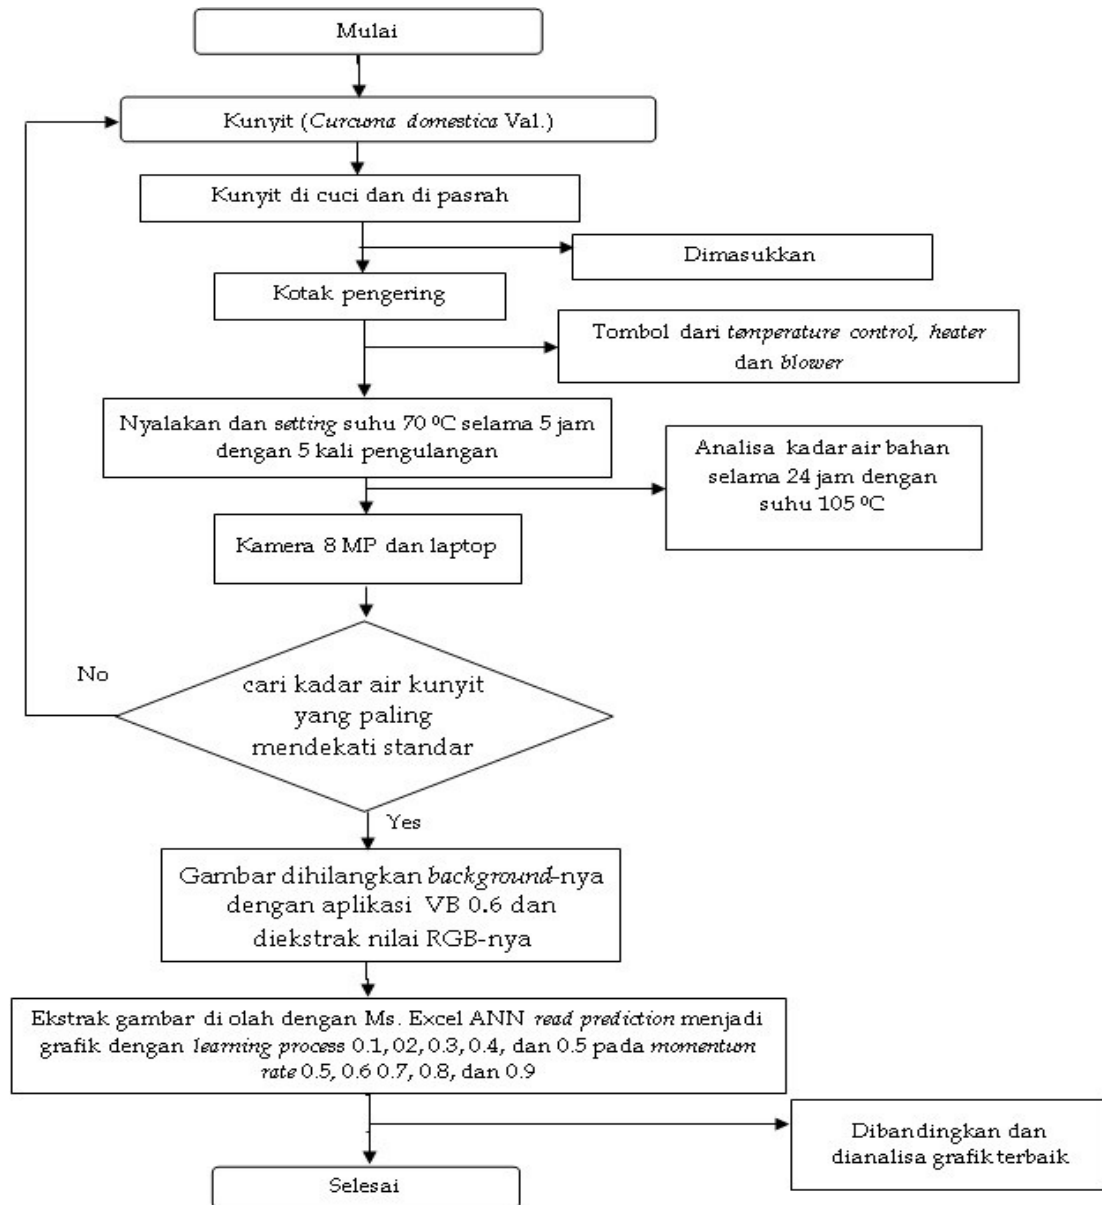 Mulai
Kunyit (Curcuma domestica Val.)
Kunyit di cuci dan di pasrah
Dimasukkan
Kotak pengering
Tombol dari temperature control, heater
dan blower
Nyalakan dan setting suhu 70 ⁰C selama 5 jam
dengan 5 kali pengulangan
Analisa kadar air bahan
selama 24 jam dengan
suhu 105 ⁰C
Kamera 8 MP dan laptop
No
cari kadar air kunyit
yang paling
mendekati standar
Yes
Gambar dihilangkan background-nya
dengan aplikasi VB 0.6 dan
diekstrak nilai RGB-nya
Ekstrak gambar di olah dengan Ms. Excel ANN read prediction menjadi
grafik dengan learning process 0.1, 02, 0.3, 0.4, dan 0.5 pada momentum
rate 0.5, 0.6 0.7, 0.8, dan 0.9
Dibandingkan dan
dianalisa grafik terbaik
Selesai